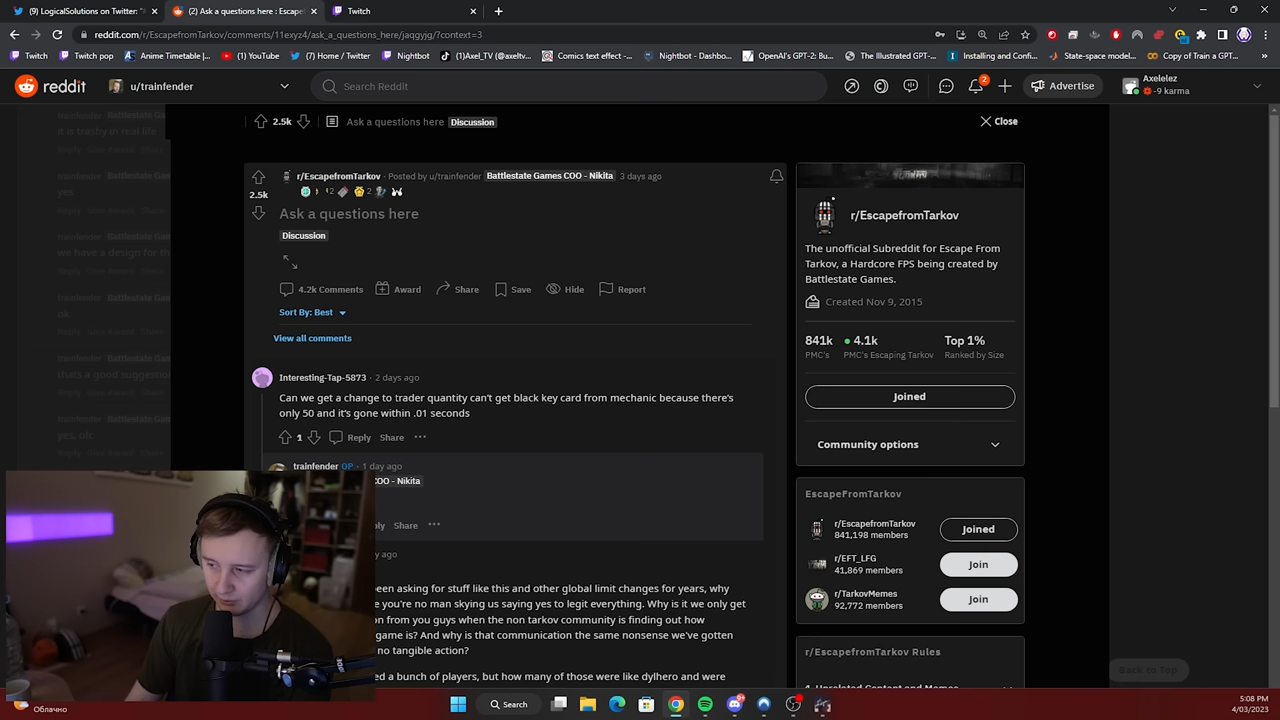 (9) LogicalSolutions on Twitter: "
(2) Ask a questions here : Escape
Twitch
reddit.com/r/EscapefromTarkov/comments/11exyz4/ask_a_questions_here/jaqgyjg/?context=3
Twitch
Twitch pop
Anime Timetable |...
(1) YouTube
(7) Home / Twitter
Nightbot
(1)Axe_TV (@axeltv...
Comics text effect -...
Nightbot - Dashboard
OpenAI's GPT-2: Bu...
The Illustrated GPT-...
Installing and Confi...
State-space model...
Copy of Train a GP...
reddit
u/trainfender
Search Reddit
2
Advertise
Axelelez
-9 karma
2.5k
Ask a questions here
Discussion
Close
trainfender
it is trashy in real life
yes
we have a design for th
ok
thats a good suggestion
yes, ofc
r/EscapefromTarkov · Posted by u/trainfender Battlestate Games COO - Nikita 3 days ago
2.5k
Ask a questions here
Discussion
4.2k Comments
Award
Share
Save
Hide
Report
Sort By: Best
View all comments
Interesting-Tap-5873 · 2 days ago
Can we get a change to trader quantity can't get black key card from mechanic because there's
only 50 and it's gone within .01 seconds
1
Reply
Share
trainfender OP · 1 day ago
COO - Nikita
Share
een asking for stuff like this and other global limit changes for years, why
e you're no man skying us saying yes to legit everything. Why is it we only get
on from you guys when the non tarkov community is finding out how
game is? And why is that communication the same nonsense we've gotten
no tangible action?
ed a bunch of players, but how many of those were like dylhero and were
r/EscapefromTarkov
The unofficial Subreddit for Escape From
Tarkov, a Hardcore FPS being created by
Battlestate Games.
Created Nov 9, 2015
841k
4.1k
Top 1%
PMC's
PMC's Escaping Tarkov
Ranked by Size
Joined
Community options
EscapeFromTarkov
r/EscapefromTarkov
841,198 members
Joined
r/EFT_LFG
41,869 members
Join
r/TarkovMemes
92,772 members
Join
r/EscapefromTarkov Rules
Back to Top
Облачно
Search
5:08 PM
4/03/2023